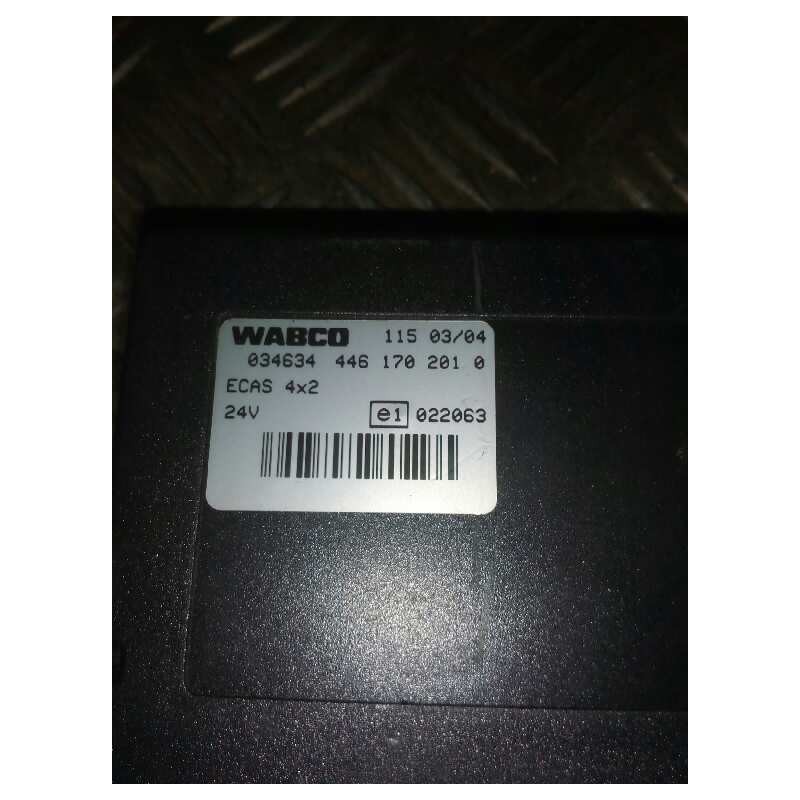 WABCO 115 03/04
034634 446 170 201 0
ECAS 4x2
24V e1 022063